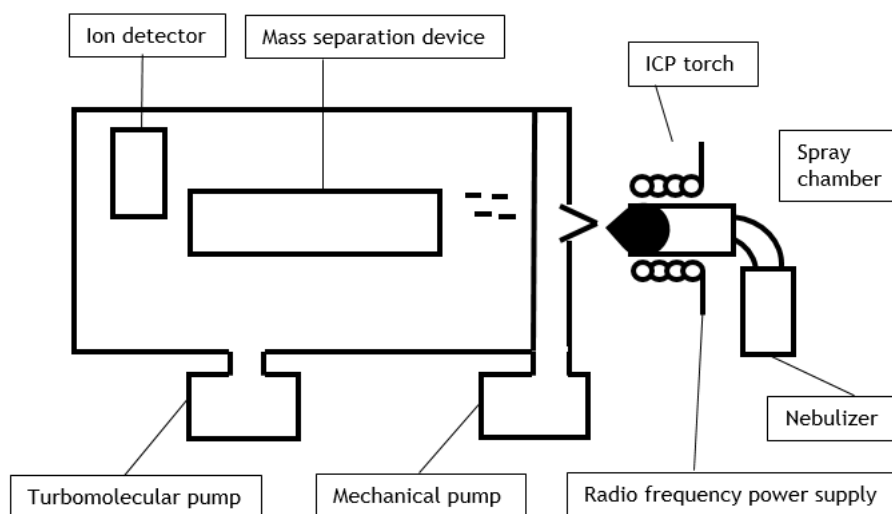 Ion detector
Mass separation device
ICP torch
Spray
chamber
Nebulizer
Turbomolecular pump
Mechanical pump
Radio frequency power supply